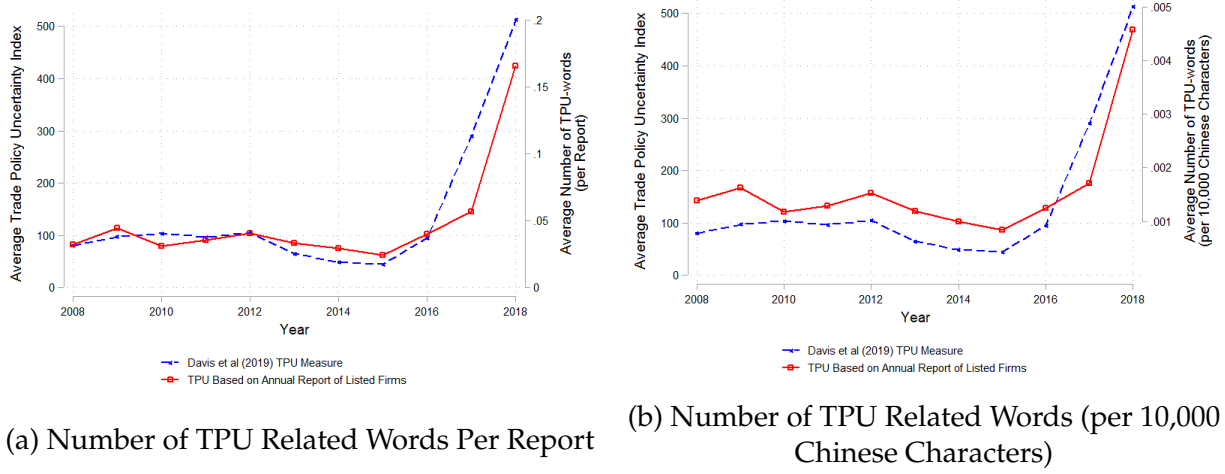 Average Trade Policy Uncertainty Index
500
400
300
200
100
0
.2
.15
.1
.05
0
Average Number of TPU-words
(per Report)
2008
2010
2012
2014
2016
2018
Year
Davis et al (2019) TPU Measure
TPU Based on Annual Report of Listed Firms
(a) Number of TPU Related Words Per Report
Average Trade Policy Uncertainty Index
500
400
300
200
100
0
.005
.004
.003
.002
.001
Average Number of TPU-words
(per 10,000 Chinese Characters)
2008
2010
2012
2014
2016
2018
Year
Davis et al (2019) TPU Measure
TPU Based on Annual Report of Listed Firms
(b) Number of TPU Related Words (per 10,000
Chinese Characters)